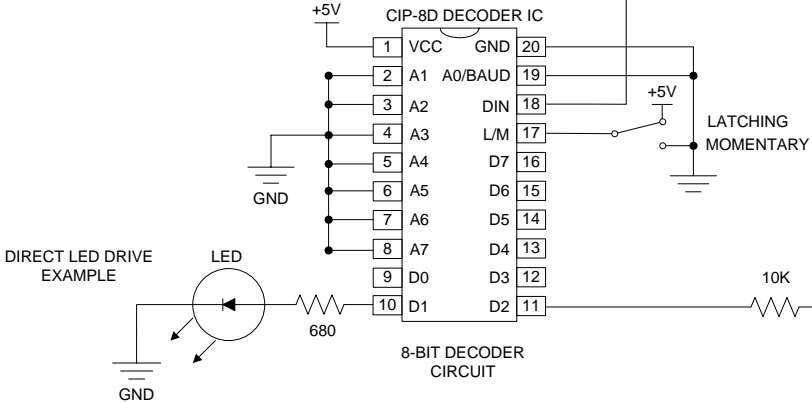 +5V
CIP-8D DECODER IC
1 VCC GND 20
2 A1 A0/BAUD 19
3 A2 DIN 18
4 A3 L/M 17
5 A4 D7 16
6 A5 D6 15
7 A6 D5 14
8 A7 D4 13
9 D0 D3 12
10 D1 D2 11
+5V
LATCHING
MOMENTARY
GND
DIRECT LED DRIVE
EXAMPLE
LED
680
GND
10K
8-BIT DECODER
CIRCUIT